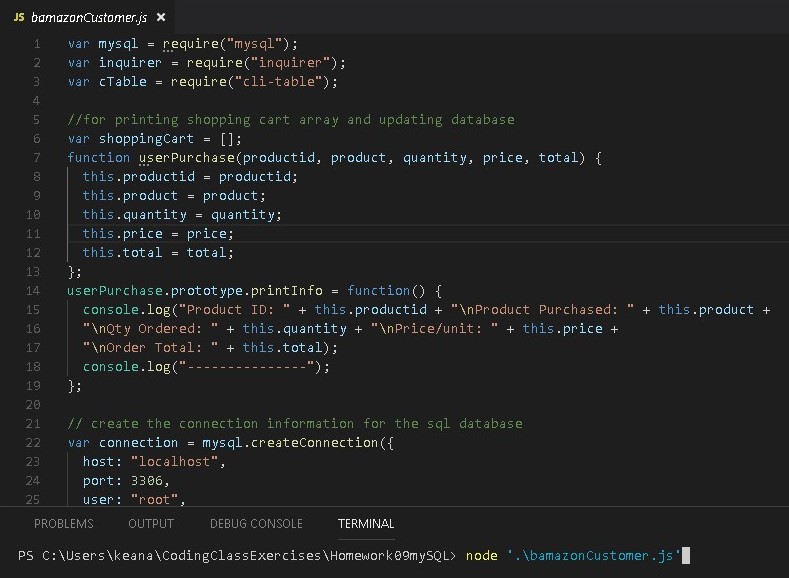 JS bamazonCustomer.js ×
1 var mysql = require("mysql");
2 var inquirer = require("inquirer");
3 var cTable = require("cli-table");
4
5 //for printing shopping cart array and updating database
6 var shoppingCart = [];
7 function userPurchase(productid, product, quantity, price, total) {
8 this.productid = productid;
9 this.product = product;
10 this.quantity = quantity;
11 this.price = price;
12 this.total = total;
13 };
14 userPurchase.prototype.printInfo = function() {
15 console.log("Product ID: " + this.productid + "\nProduct Purchased: " + this.product +
16 "\nQty Ordered: " + this.quantity + "\nPrice/unit: " + this.price +
17 "\nOrder Total: " + this.total);
18 console.log("---------------");
19 };
20
21 // create the connection information for the sql database
22 var connection = mysql.createConnection({
23 host: "localhost",
24 port: 3306,
25 user: "root",
PROBLEMS OUTPUT DEBUG CONSOLE TERMINAL
PS C:\Users\keana\CodingClassExercises\Homework09mySQL> node '.\bamazonCustomer.js'